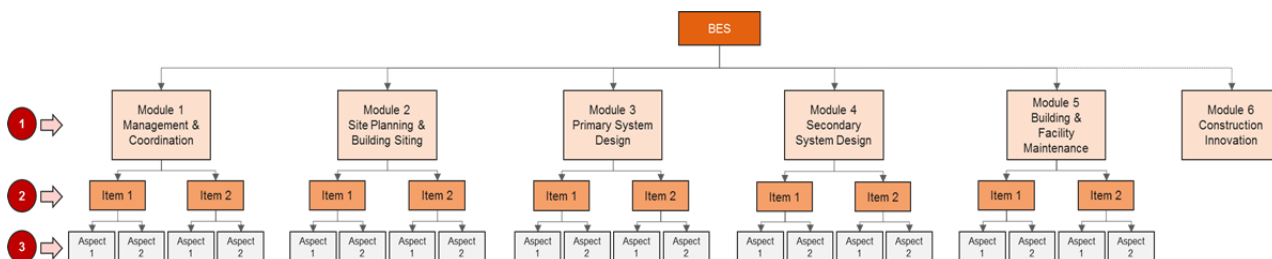 BES
1
Module 1
Management &
Coordination
Module 2
Site Planning &
Building Siting
Module 3
Primary System
Design
Module 4
Secondary
System Design
Module 5
Building &
Facility
Maintenance
Module 6
Construction
Innovation
2
Item 1
Item 2
Item 1
Item 2
Item 1
Item 2
Item 1
Item 2
Item 1
Item 2
3
Aspect
1
Aspect
2
Aspect
1
Aspect
2
Aspect
1
Aspect
2
Aspect
1
Aspect
2
Aspect
1
Aspect
2
Aspect
1
Aspect
2
Aspect
1
Aspect
2
Aspect
1
Aspect
2
Aspect
1
Aspect
2
Aspect
1
Aspect
2